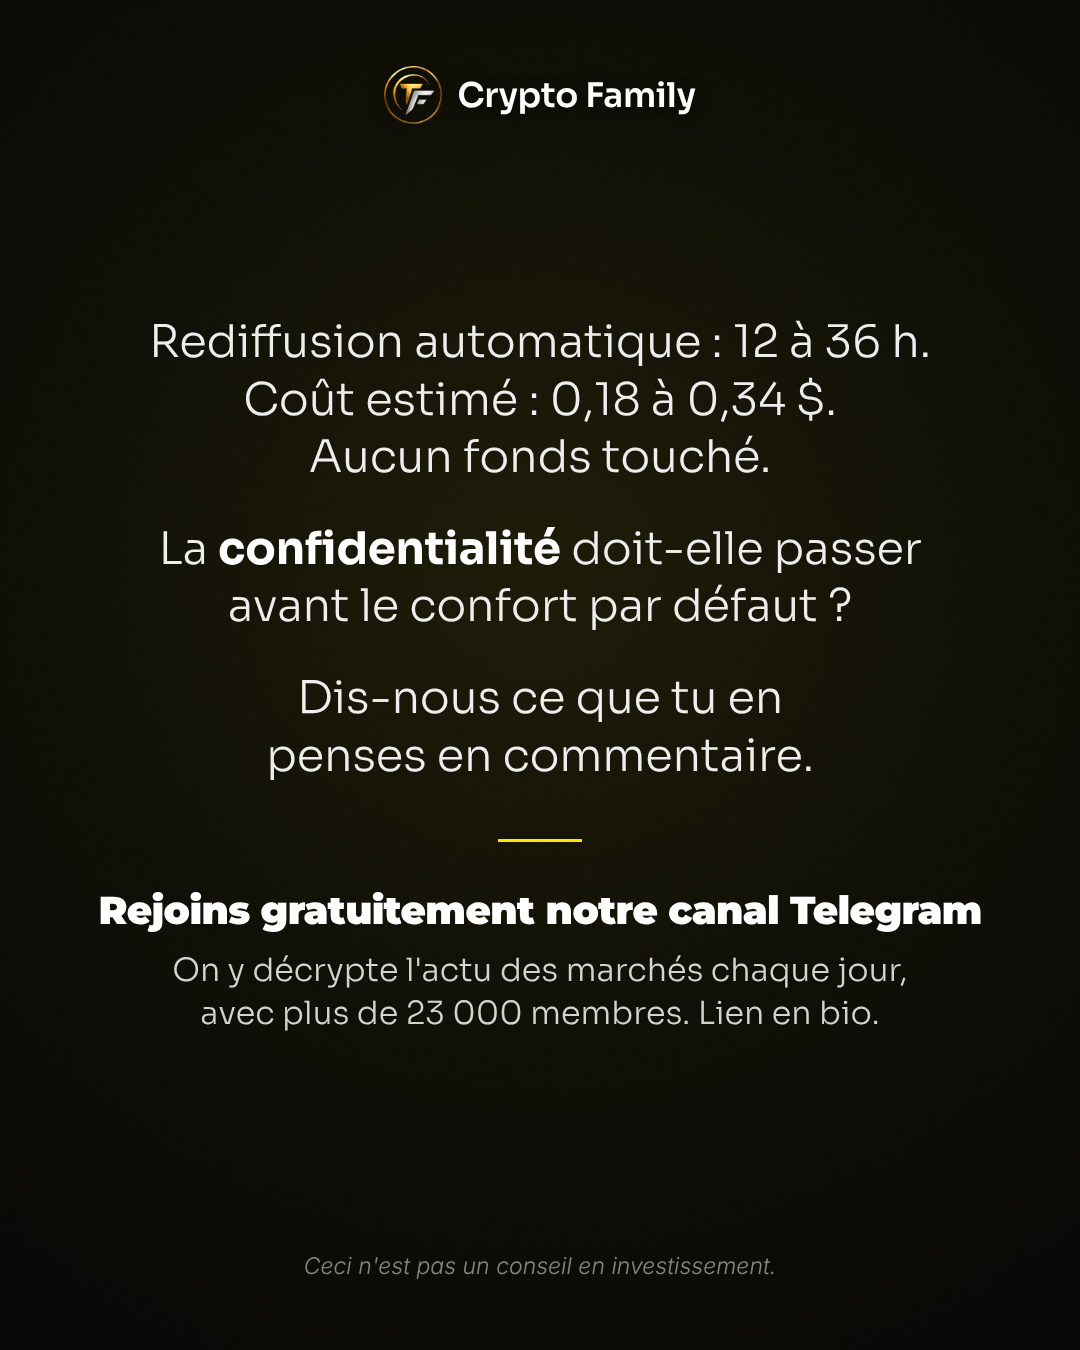 TF Crypto Family
Rediffusion automatique : 12 à 36 h.
Coût estimé : 0,18 à 0,34 $.
Aucun fonds touché.
La confidentialité doit-elle passer
avant le confort par défaut ?
Dis-nous ce que tu en
penses en commentaire.
Rejoins gratuitement notre canal Telegram
On y décrypte l'actu des marchés chaque jour,
avec plus de 23 000 membres. Lien en bio.
Ceci n'est pas un conseil en investissement.